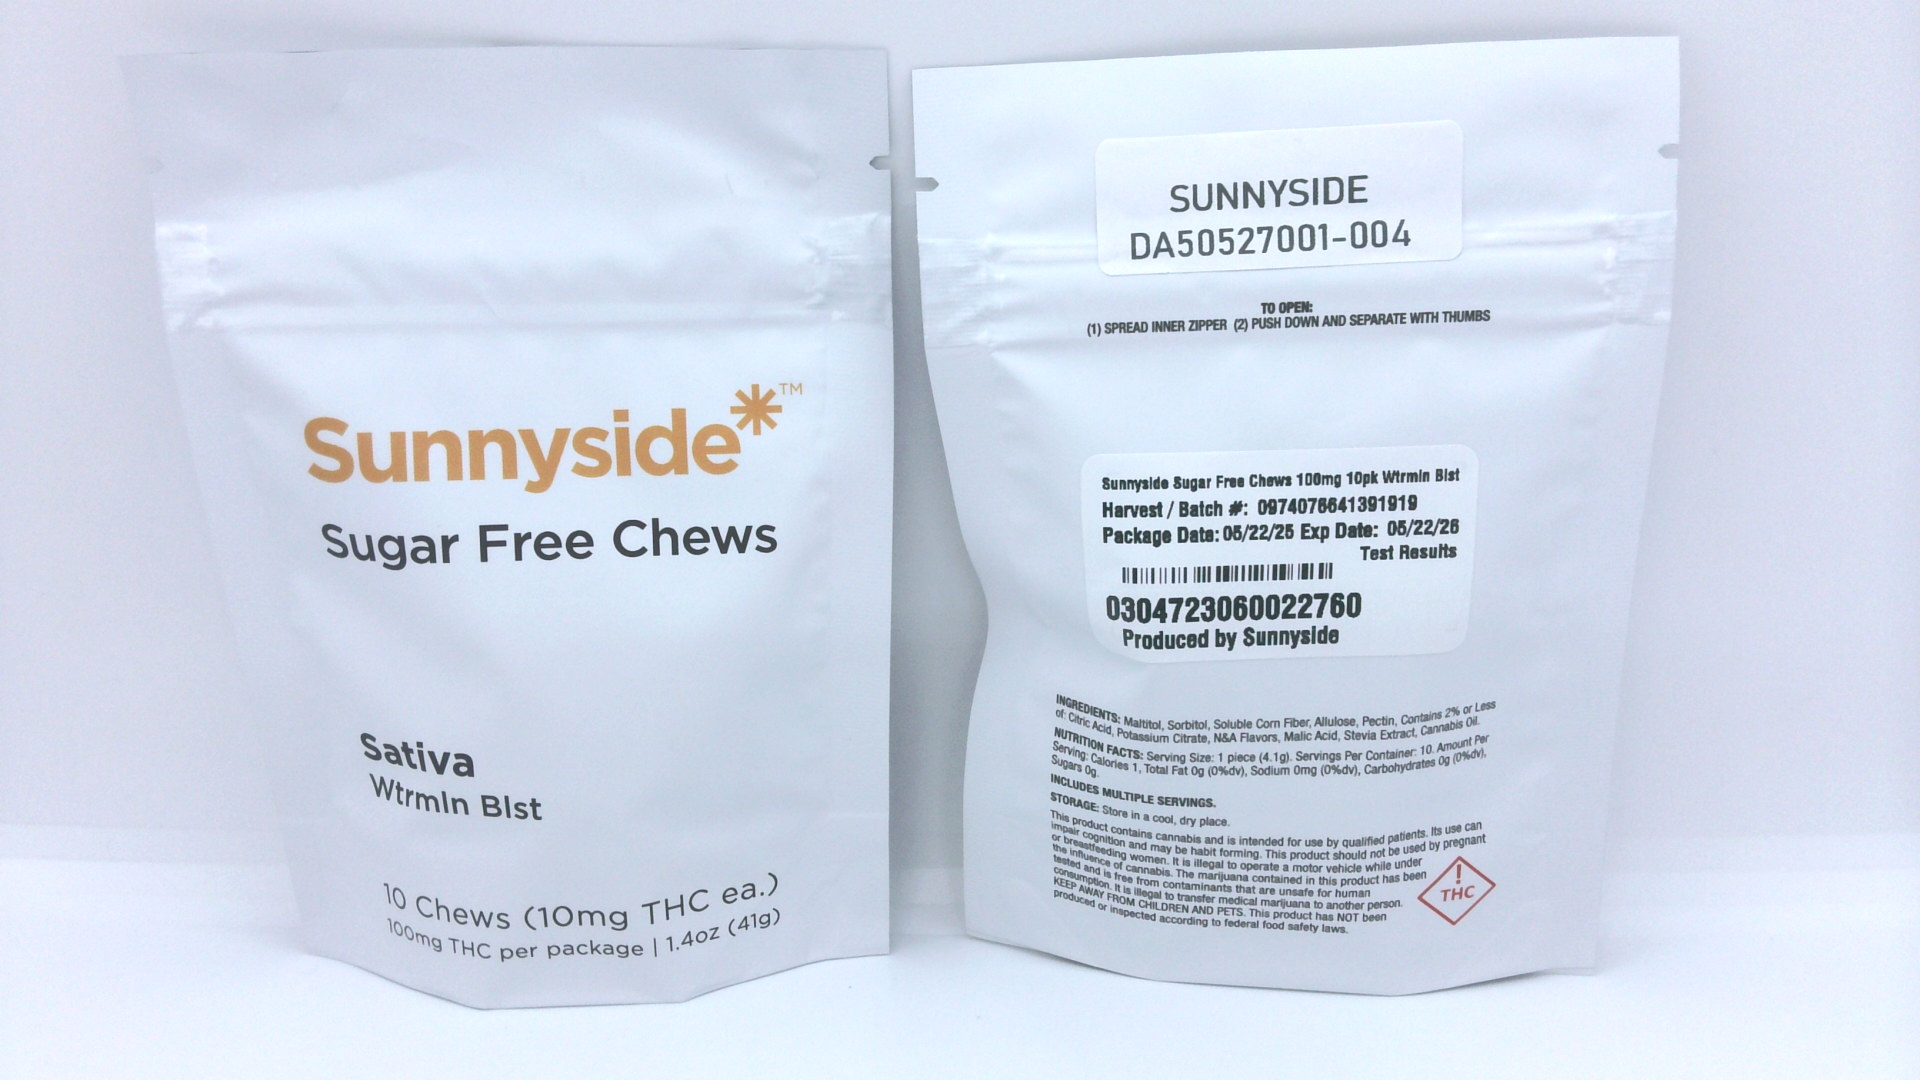 Sunnyside*™
Sugar Free Chews
Sativa
Wtrmln Blst
10 Chews (10mg THC ea.)
100mg THC per package | 1.4oz (41g)
SUNNYSIDE
DA50527001-004
TO OPEN:
(1) SPREAD INNER ZIPPER (2) PUSH DOWN AND SEPARATE WITH THUMBS
Sunnyside Sugar Free Chews 100mg 10pk Wtrmln Blst
Harvest / Batch #: 0974076641391919
Package Date: 05/22/25 Exp Date: 05/22/26
Test Results
0304723060022760
Produced by Sunnyside
INGREDIENTS: Maltitol, Sorbitol, Soluble Corn Fiber, Allulose, Pectin, Contains 2% or Less
of: Citric Acid, Potassium Citrate, N&A Flavors, Malic Acid, Stevia Extract, Cannabis Oil.
NUTRITION FACTS: Serving Size: 1 piece (4.1g). Servings Per Container: 10. Amount Per
Serving: Calories 1, Total Fat 0g (0%dv), Sodium 0mg (0%dv), Carbohydrates 0g (0%dv),
Sugars 0g.
INCLUDES MULTIPLE SERVINGS.
STORAGE: Store in a cool, dry place.
This product contains cannabis and is intended for use by qualified patients. Its use can
impair cognition and may be habit forming. This product should not be used by pregnant
or breastfeeding women. It is illegal to operate a motor vehicle while under
the influence of cannabis. The marijuana contained in this product has been
tested and is free from contaminants that are unsafe for human
consumption. It is illegal to transfer medical marijuana to another person.
KEEP AWAY FROM CHILDREN AND PETS. This product has NOT been
produced or inspected according to federal food safety laws.
!
THC